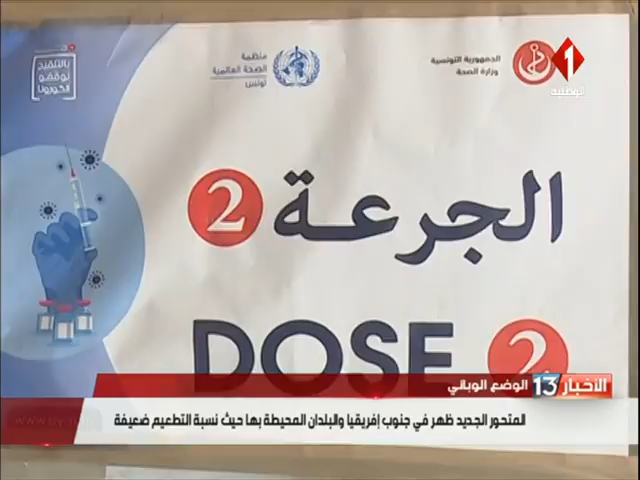 بالتلقيح
نوقفو
الكورونا
منظمة
الصحة العالمية
تونس
الجمهورية التونسية
وزارة الصحة
1
الوطنية
الجرعة 2
DOSE 2
الأخبار 13 الوضع الوبائي
المتحور الجديد ظهر في جنوب إفريقيا والبلدان المحيطة بها حيث نسبة التطعيم ضعيفة